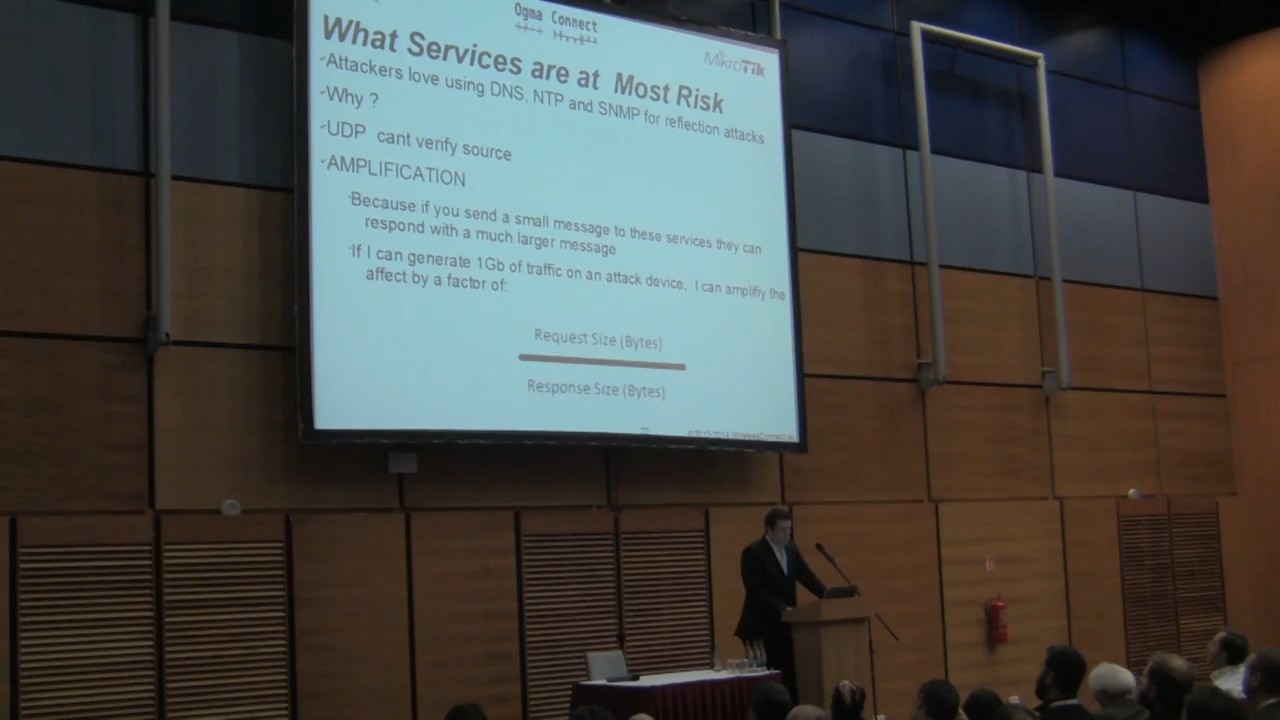 Ogma Connect
MikroTik
What Services are at Most Risk
Attackers love using DNS, NTP and SNMP for reflection attacks
Why ?
UDP cant verify source
AMPLIFICATION
Because if you send a small message to these services they can
respond with a much larger message
If I can generate 1Gb of traffic on an attack device, I can amplifiy the
affect by a factor of:
Request Size (Bytes)
Response Size (Bytes)